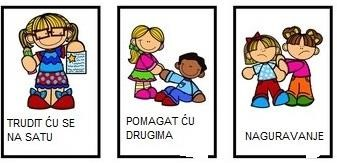 TRUDIT ĆU SE
NA SATU
POMAGAT ĆU
DRUGIMA
NAGURAVANJE